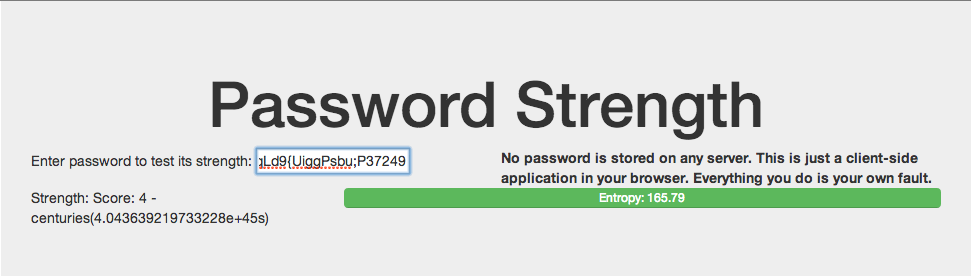 Password Strength
Enter password to test its strength: gLd9{UiggPsbu;P37249
No password is stored on any server. This is just a client-side
application in your browser. Everything you do is your own fault.
Strength: Score: 4 -
centuries(4.043639219733228e+45s)
Entropy: 165.79